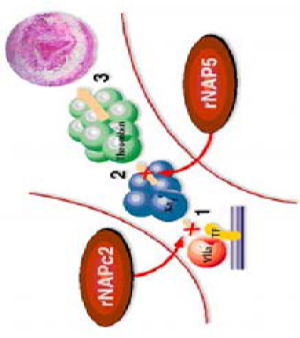 rNAPc2
VIIa
TF
1
2
Thrombin
3
rNAP5